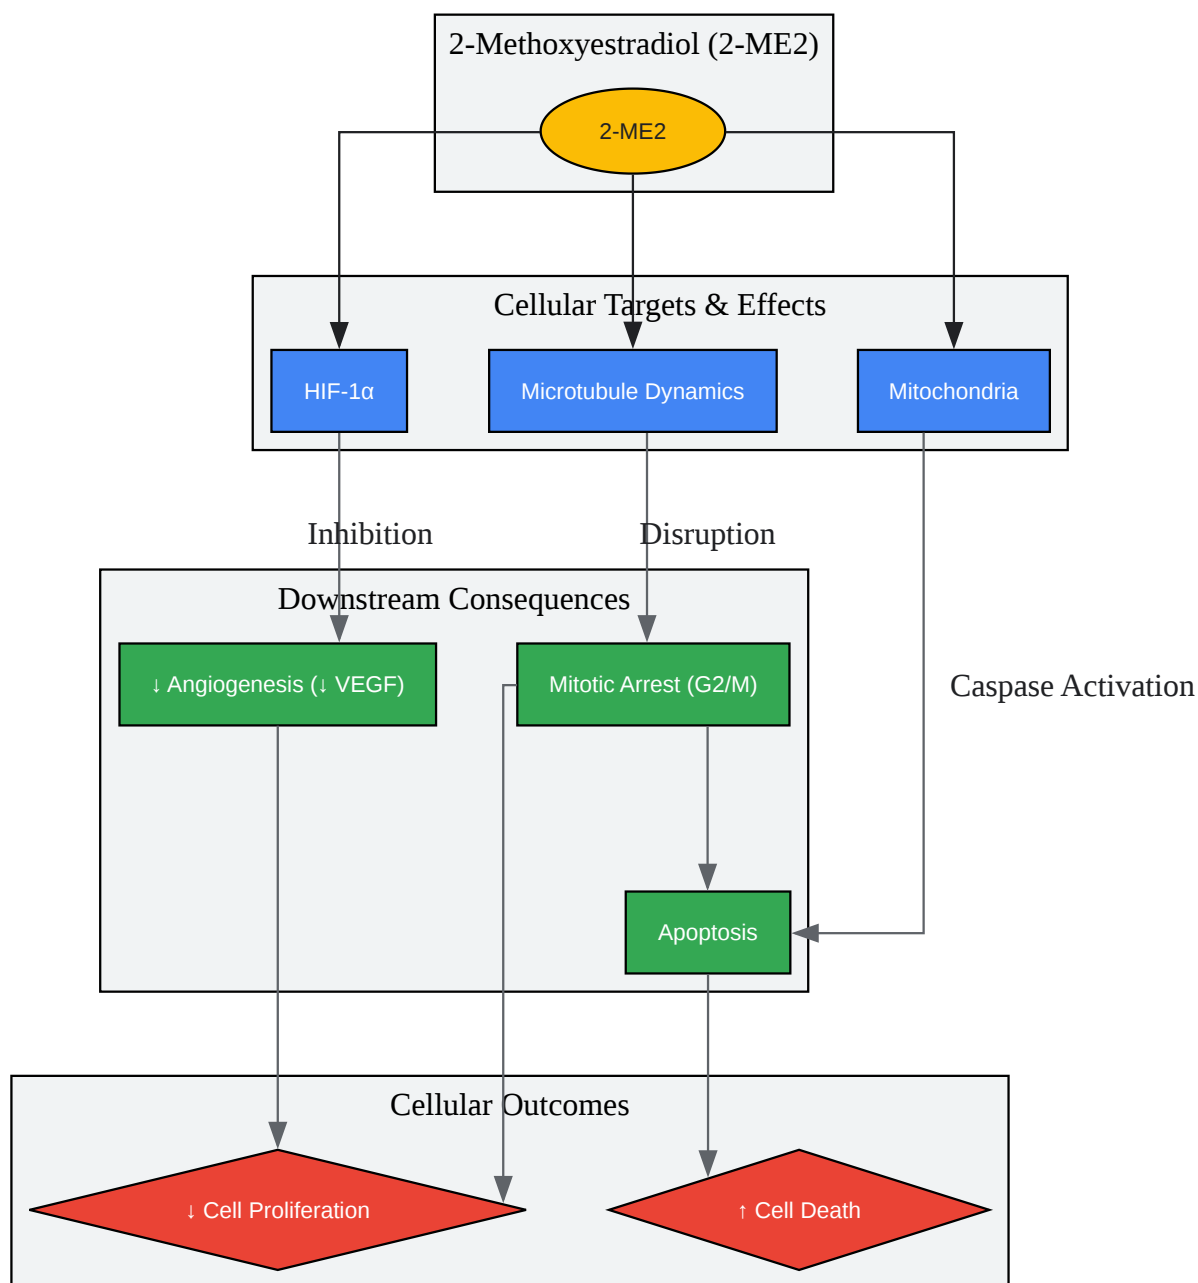 2-Methoxyestradiol (2-ME2)
2-ME2
Cellular Targets & Effects
HIF-1α
Microtubule Dynamics
Mitochondria
Inhibition
Disruption
Downstream Consequences
↓ Angiogenesis (↓ VEGF)
Mitotic Arrest (G2/M)
Caspase Activation
Apoptosis
Cellular Outcomes
↓ Cell Proliferation
↑ Cell Death